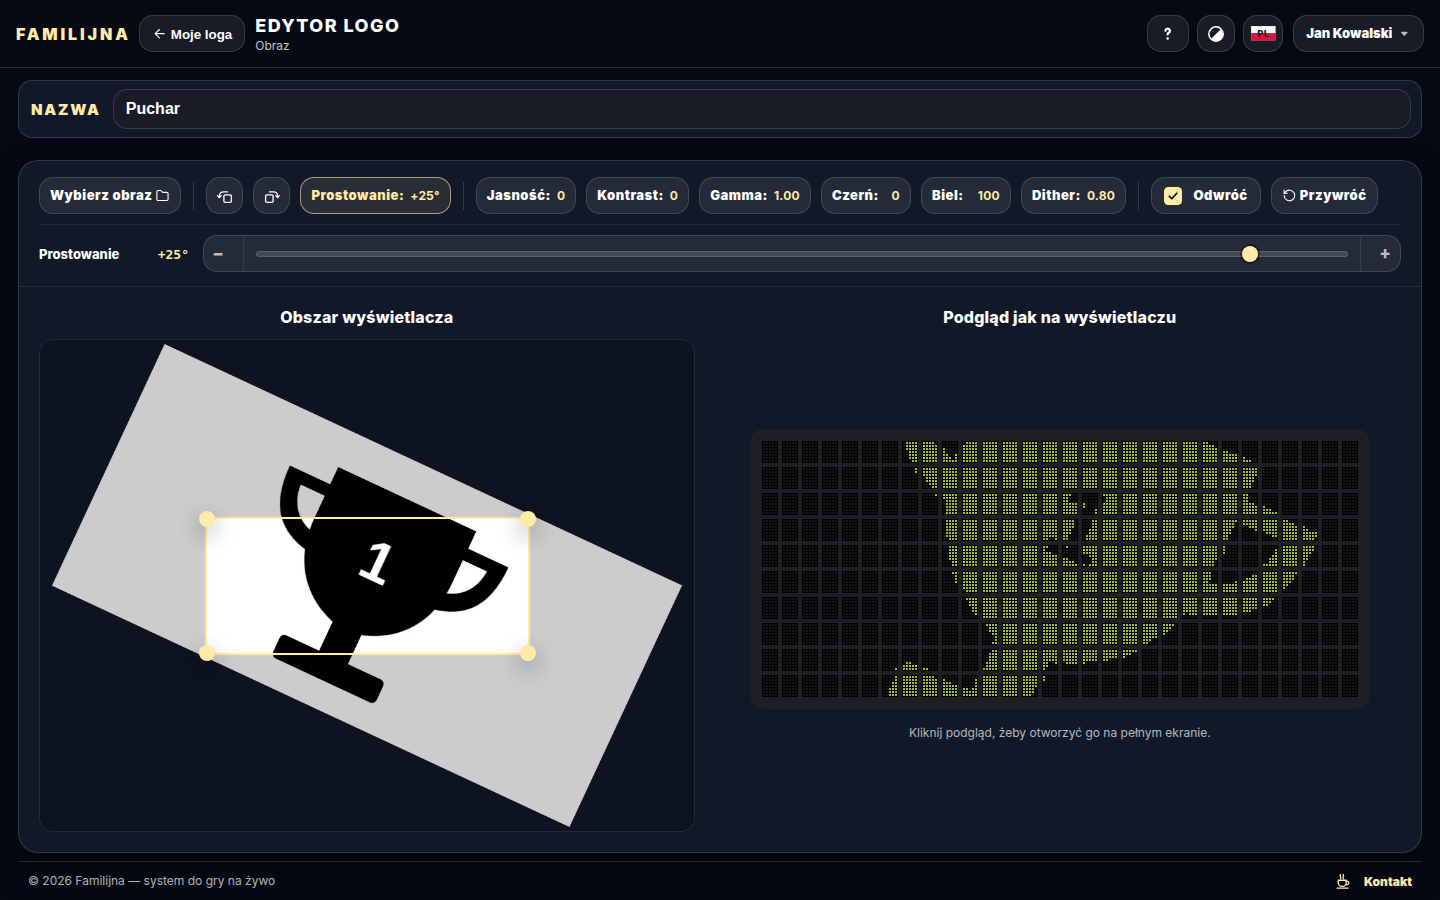 FAMILIJNA
← Moje loga
EDYTOR LOGO
Obraz
?
PL
Jan Kowalski
NAZWA
Puchar
Wybierz obraz
Prostowanie: +25°
Jasność: 0
Kontrast: 0
Gamma: 1.00
Czerń: 0
Biel: 100
Dither: 0.80
Odwróć
Przywróć
Prostowanie +25°
−
+
Obszar wyświetlacza
Podgląd jak na wyświetlaczu
1
Kliknij podgląd, żeby otworzyć go na pełnym ekranie.
© 2026 Familijna — system do gry na żywo
Kontakt